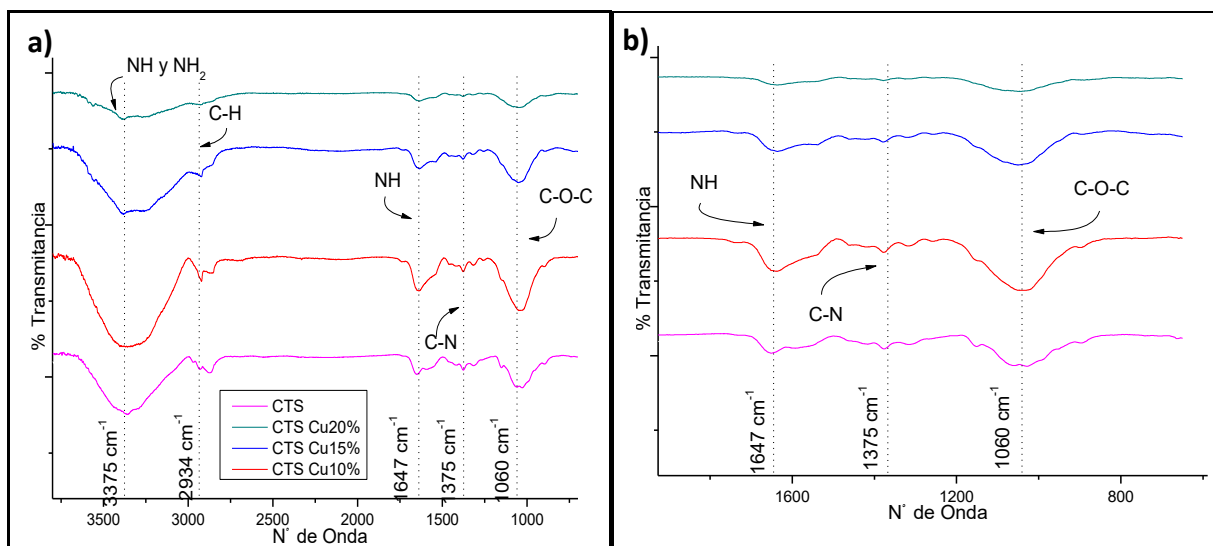 a)
NH y NH₂
C-H
NH
C-O-C
C-N
% Transmitancia
CTS
CTS Cu20%
CTS Cu15%
CTS Cu10%
3375 cm⁻¹
2934 cm⁻¹
1647 cm⁻¹
1375 cm⁻¹
1060 cm⁻¹
3500 3000 2500 2000 1500 1000
N° de Onda
b)
NH
C-O-C
C-N
% Transmitancia
1647 cm⁻¹
1375 cm⁻¹
1060 cm⁻¹
1600 1200 800
N° de Onda